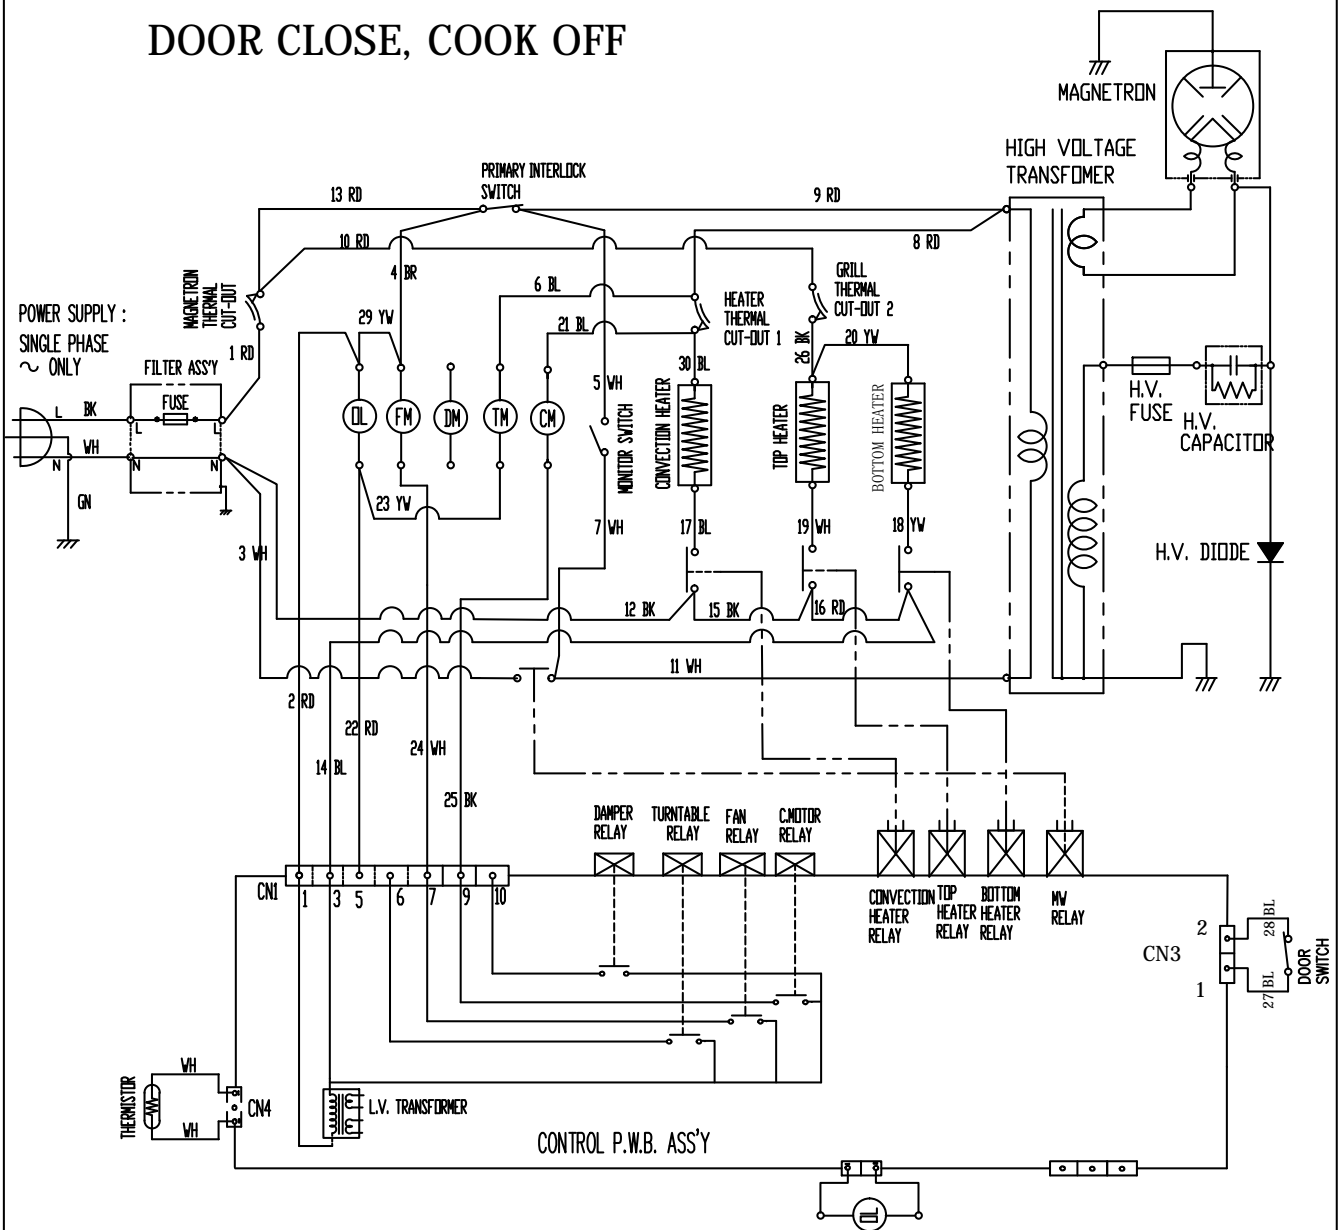 DOOR CLOSE, COOK OFF
MAGNETRON
HIGH VOLTAGE
TRANSFOMER
PRIMARY INTERLOCK
SWITCH
13 RD
9 RD
10 RD
8 RD
4 BR
GRILL
THERMAL
CUT-OUT 2
MAGNETRON
THERMAL
CUT-OUT
6 BL
HEATER
THERMAL
CUT-OUT 1
POWER SUPPLY :
SINGLE PHASE
~ ONLY
29 YW
21 BL
26 BK
20 YW
1 RD
FILTER ASS'Y
30 BL
5 WH
FUSE
L
BK
L
L
WH
N
N
N
GN
OL
FM
DM
TM
CM
MONITOR SWITCH
CONVECTION HEATER
TOP HEATER
BOTTOM HEATER
H.V.
FUSE
H.V.
CAPACITOR
23 YW
7 WH
17 BL
19 WH
18 YW
3 WH
H.V. DIODE
12 BK
15 BK
16 RD
11 WH
2 RD
22 RD
24 WH
14 BL
25 BK
DAMPER
RELAY
TURNTABLE
RELAY
FAN
RELAY
C.MOTOR
RELAY
CN1
1
3
5
6
7
9
10
CONVECTION
HEATER
RELAY
TOP
HEATER
RELAY
BOTTOM
HEATER
RELAY
MW
RELAY
CN3
2
1
28 BL
27 BL
DOOR
SWITCH
THERMISTOR
WH
WH
CN4
L.V. TRANSFORMER
CONTROL P.W.B. ASS'Y
OL